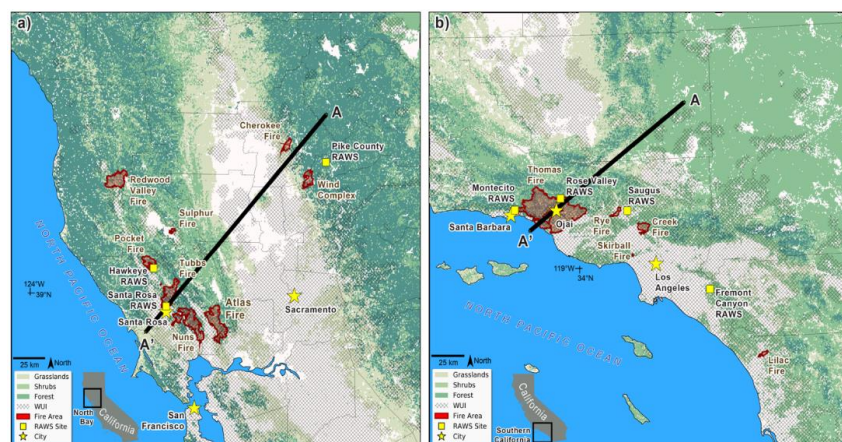 a)
A
Cherokee
Fire
Pike County
RAWS
Redwood
Valley
Fire
Wind
Complex
Sulphur
Fire
Pocket
Fire
Tubbs
Fire
Hawkeye
RAWS
124°W
39°N
Santa Rosa
RAWS
Santa Rosa
Atlas
Fire
Sacramento
A'
Nuns
Fire
NORTH PACIFIC OCEAN
25 km
North
Grasslands
Shrubs
Forest
WUI
Fire Area
RAWS Site
City
North
Bay
California
San
Francisco
b)
A
Thomas
Fire
Rose Valley
RAWS
Montecito
RAWS
Saugus
RAWS
Santa Barbara
Ojai
Rye
Fire
Creek
Fire
A'
Skirball
Fire
119°W
34°N
Los
Angeles
Fremont
Canyon
RAWS
NORTH PACIFIC OCEAN
Lilac
Fire
25 km
North
Grasslands
Shrubs
Forest
WUI
Fire Area
RAWS Site
City
California
Southern
California